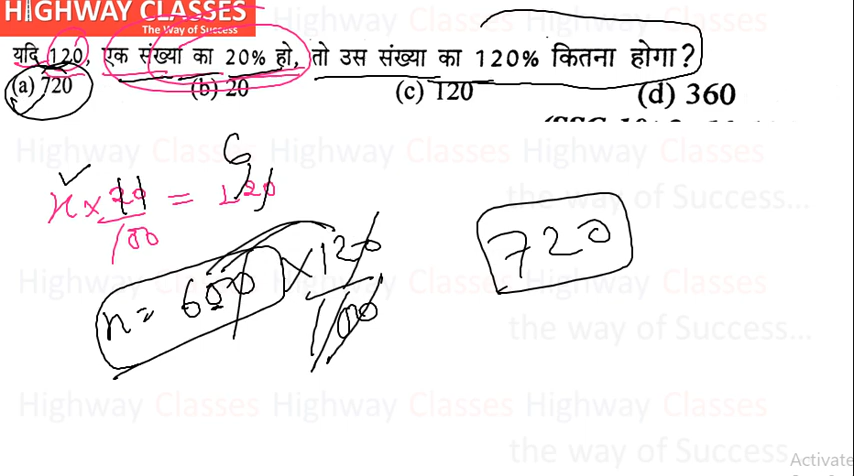 HIGHWAY CLASSES
The Way of Success
यदि 120, एक संख्या का 20% हो, तो उस संख्या का 120% कितना होगा?
(a) 720 (b) 20 (c) 120 (d) 360
Highway Classes Highway Classes Highway Classes
6
x × 20/100 = 120
the way of Success...
720
x = 600 × 120/100
Highway Classes Highway Classes Highway Classes
the way of Success...
Highway Classes Highway Classes Highway Classes
the way of Success
Activate